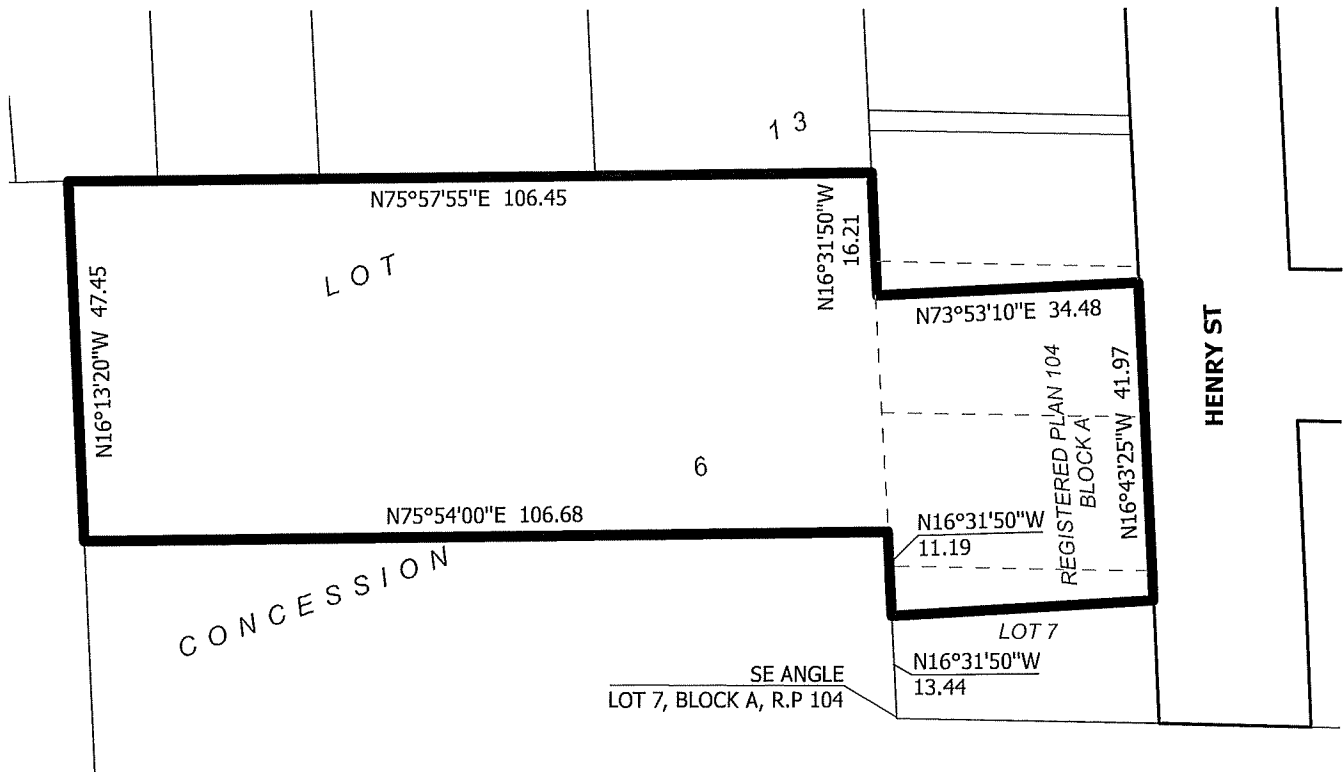 1 3
N75°57'55"E 106.45
N16°31'50"W
16.21
LOT
N16°13'20"W 47.45
N73°53'10"E 34.48
HENRY ST
REGISTERED PLAN 104
BLOCK A
N16°43'25"W 41.97
6
N75°54'00"E 106.68
N16°31'50"W
11.19
CONCESSION
LOT 7
N16°31'50"W
13.44
SE ANGLE
LOT 7, BLOCK A, R.P 104